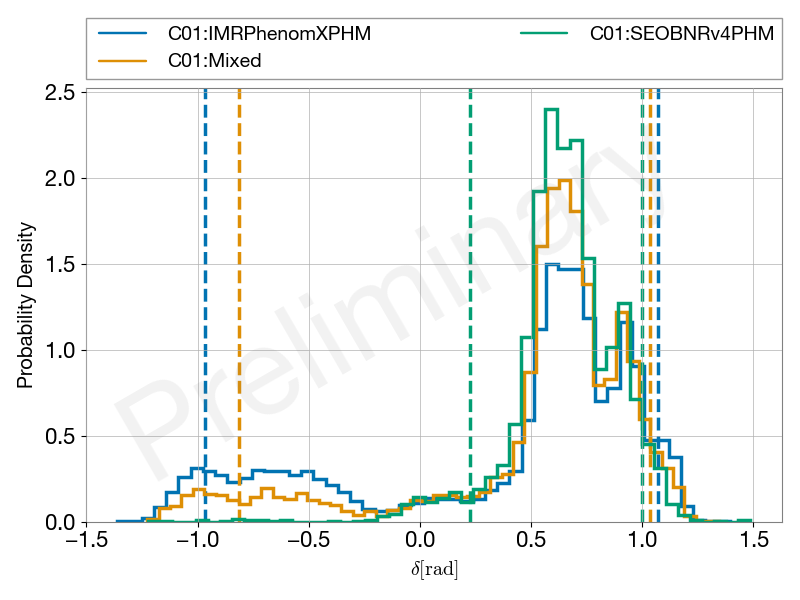 C01:IMRPhenomXPHM
C01:Mixed
C01:SEOBNRv4PHM
Preliminary
Probability Density
2.5
2.0
1.5
1.0
0.5
0.0
−1.5
−1.0
−0.5
0.0
0.5
1.0
1.5
δ[rad]